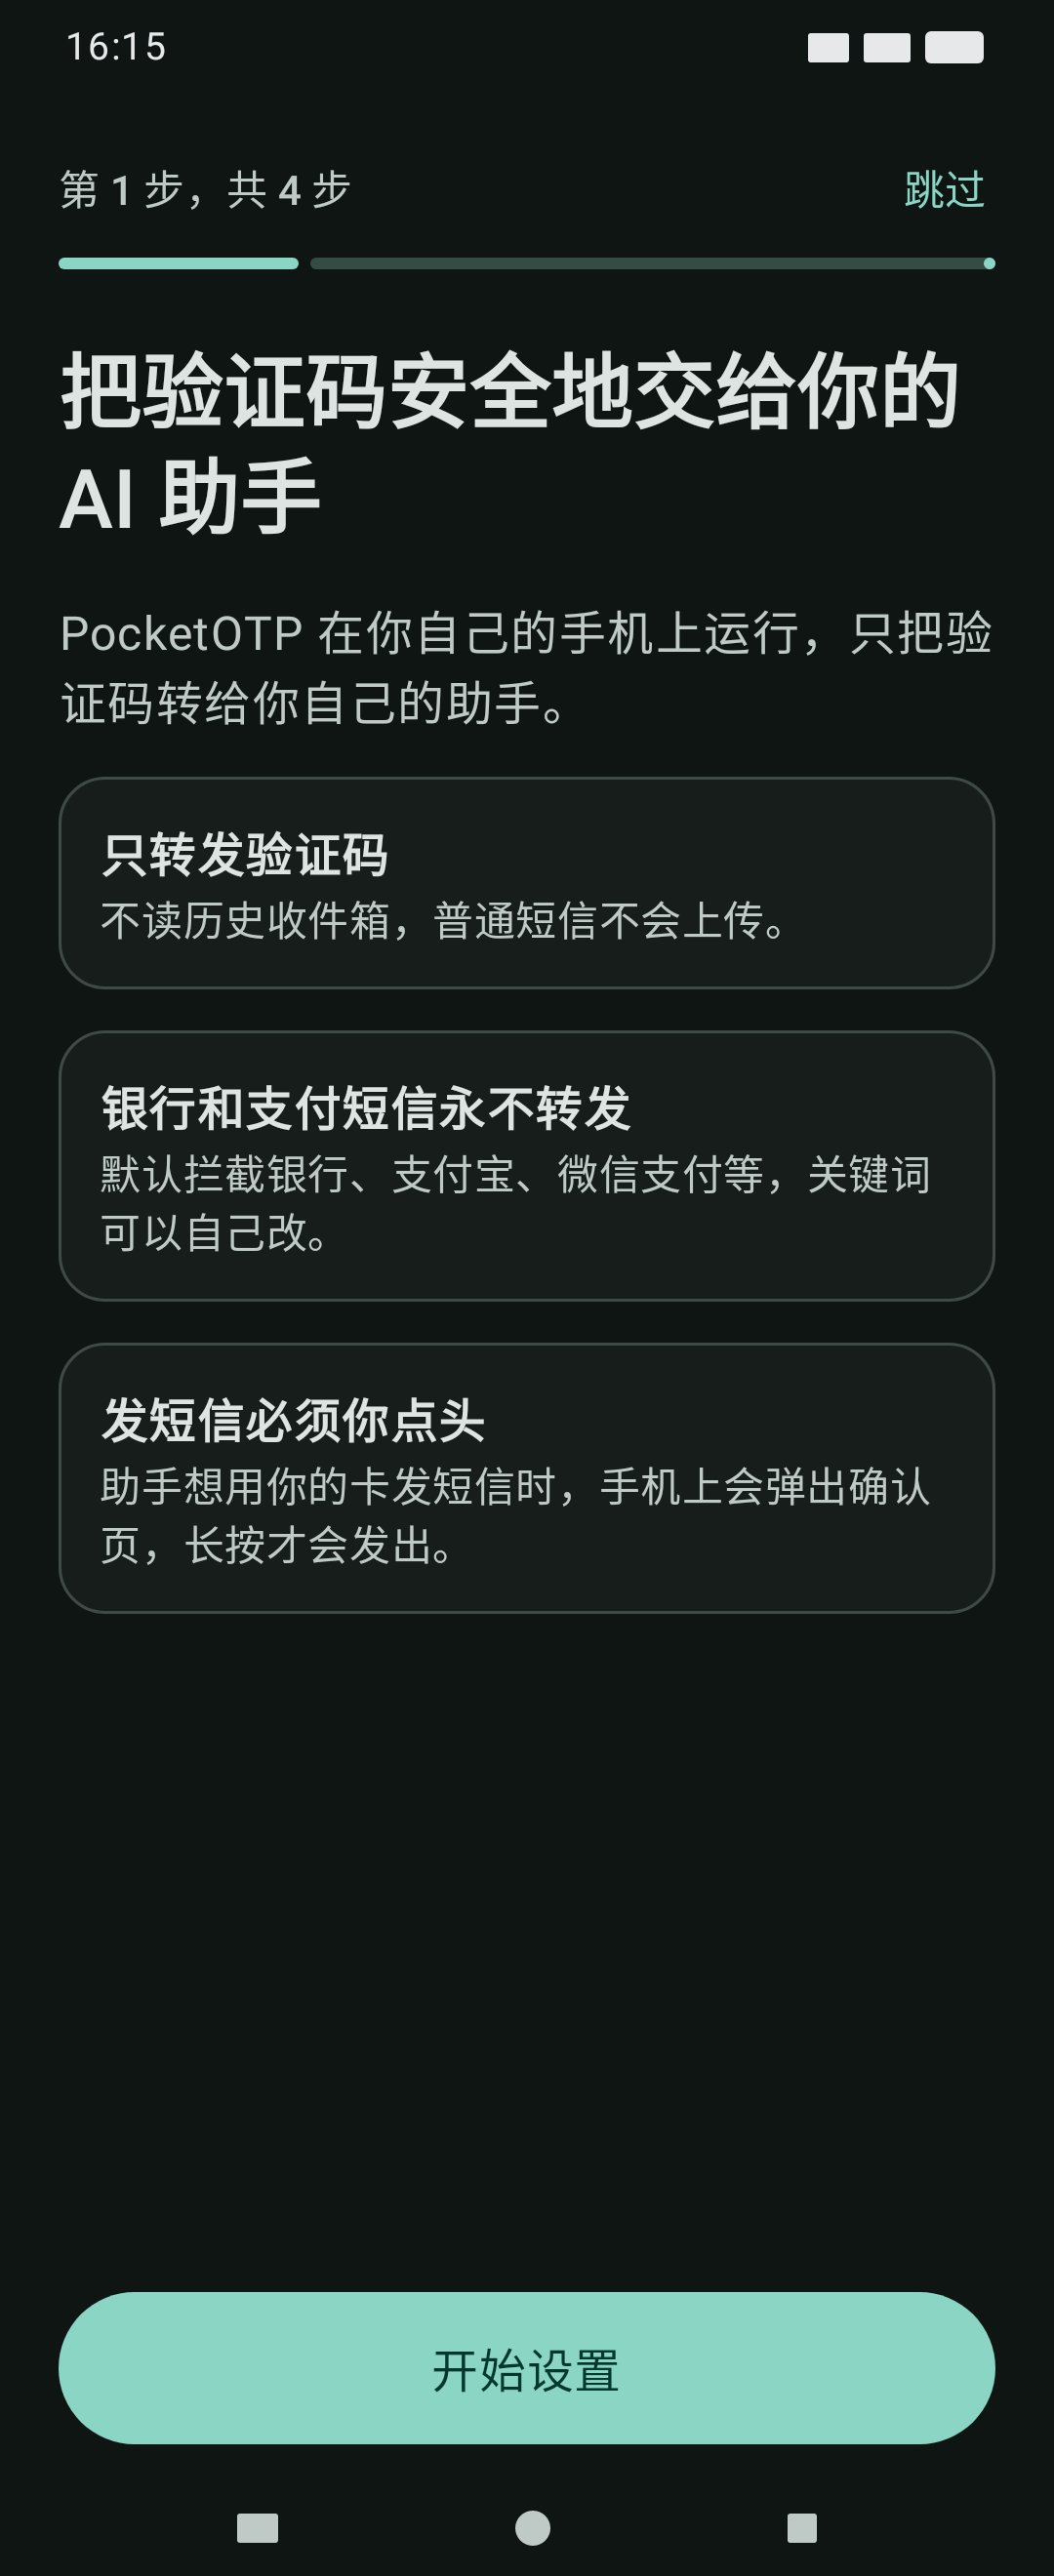 16:15
第 1 步，共 4 步
跳过
把验证码安全地交给你的
AI 助手
PocketOTP 在你自己的手机上运行，只把验
证码转给你自己的助手。
只转发验证码
不读历史收件箱，普通短信不会上传。
银行和支付短信永不转发
默认拦截银行、支付宝、微信支付等，关键词
可以自己改。
发短信必须你点头
助手想用你的卡发短信时，手机上会弹出确认
页，长按才会发出。
开始设置